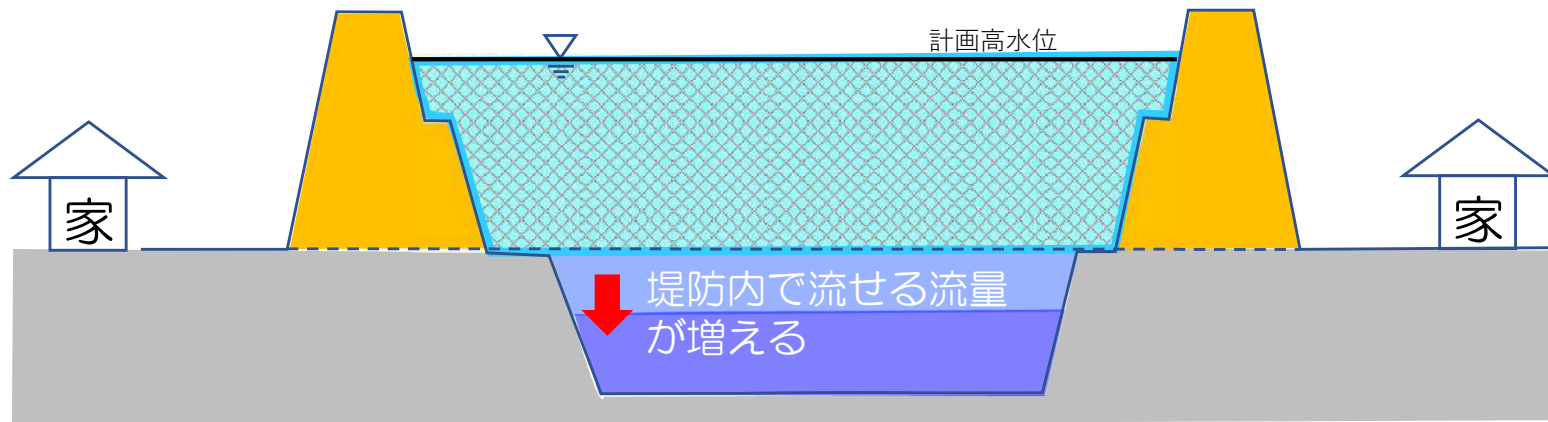 計画高水位
家
家
堤防内で流せる流量
が増える